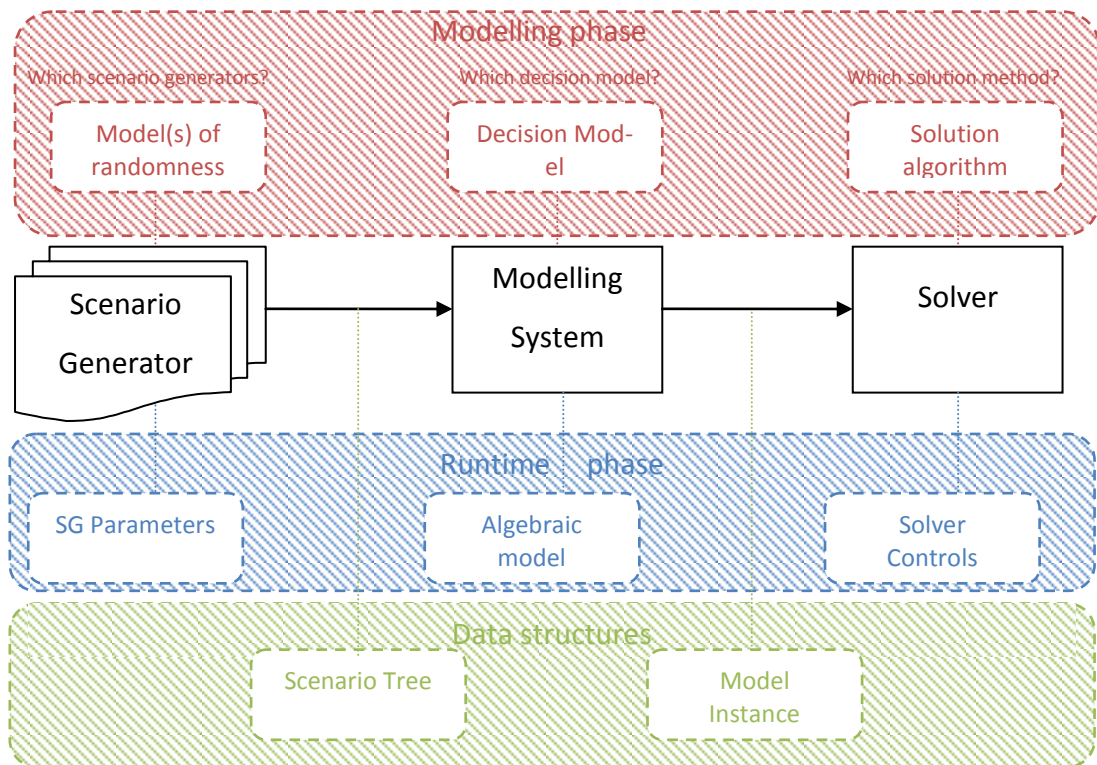 Modelling phase
Which scenario generators?
Which decision model?
Which solution method?
Model(s) of
randomness
Decision Mod-
el
Solution
algorithm
Scenario
Generator
Modelling
System
Solver
Runtime phase
SG Parameters
Algebraic
model
Solver
Controls
Data structures
Scenario Tree
Model
Instance